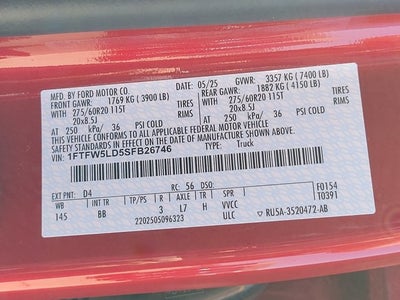 MFD. BY FORD MOTOR CO. 05/25 GVWR: 3357 KG (7400 LB)
FRONT GAWR: 1769 KG (3900 LB) REAR GAWR: 1882 KG (4150 LB)
WITH 275/60R20 115T TIRES WITH 275/60R20 115T TIRES
20x8.5J RIMS 20x8.5J RIMS
AT 250 kPa/ 36 PSI COLD AT 250 kPa/ 36 PSI COLD
THIS VEHICLE CONFORMS TO ALL APPLICABLE FEDERAL MOTOR VEHICLE
SAFETY STANDARDS IN EFFECT ON THE DATE OF MANUFACTURE SHOWN ABOVE.
VIN: 1FTFW5LD5SFB26746 TYPE: Truck
EXT PNT: D4 RC: 56 DSO: F0154
WB INT TR TP/PS R AXLE TR SPR T0391
145 BB 3 L7 H VVCC
2202505096323 ULC RU5A-3520472-AB